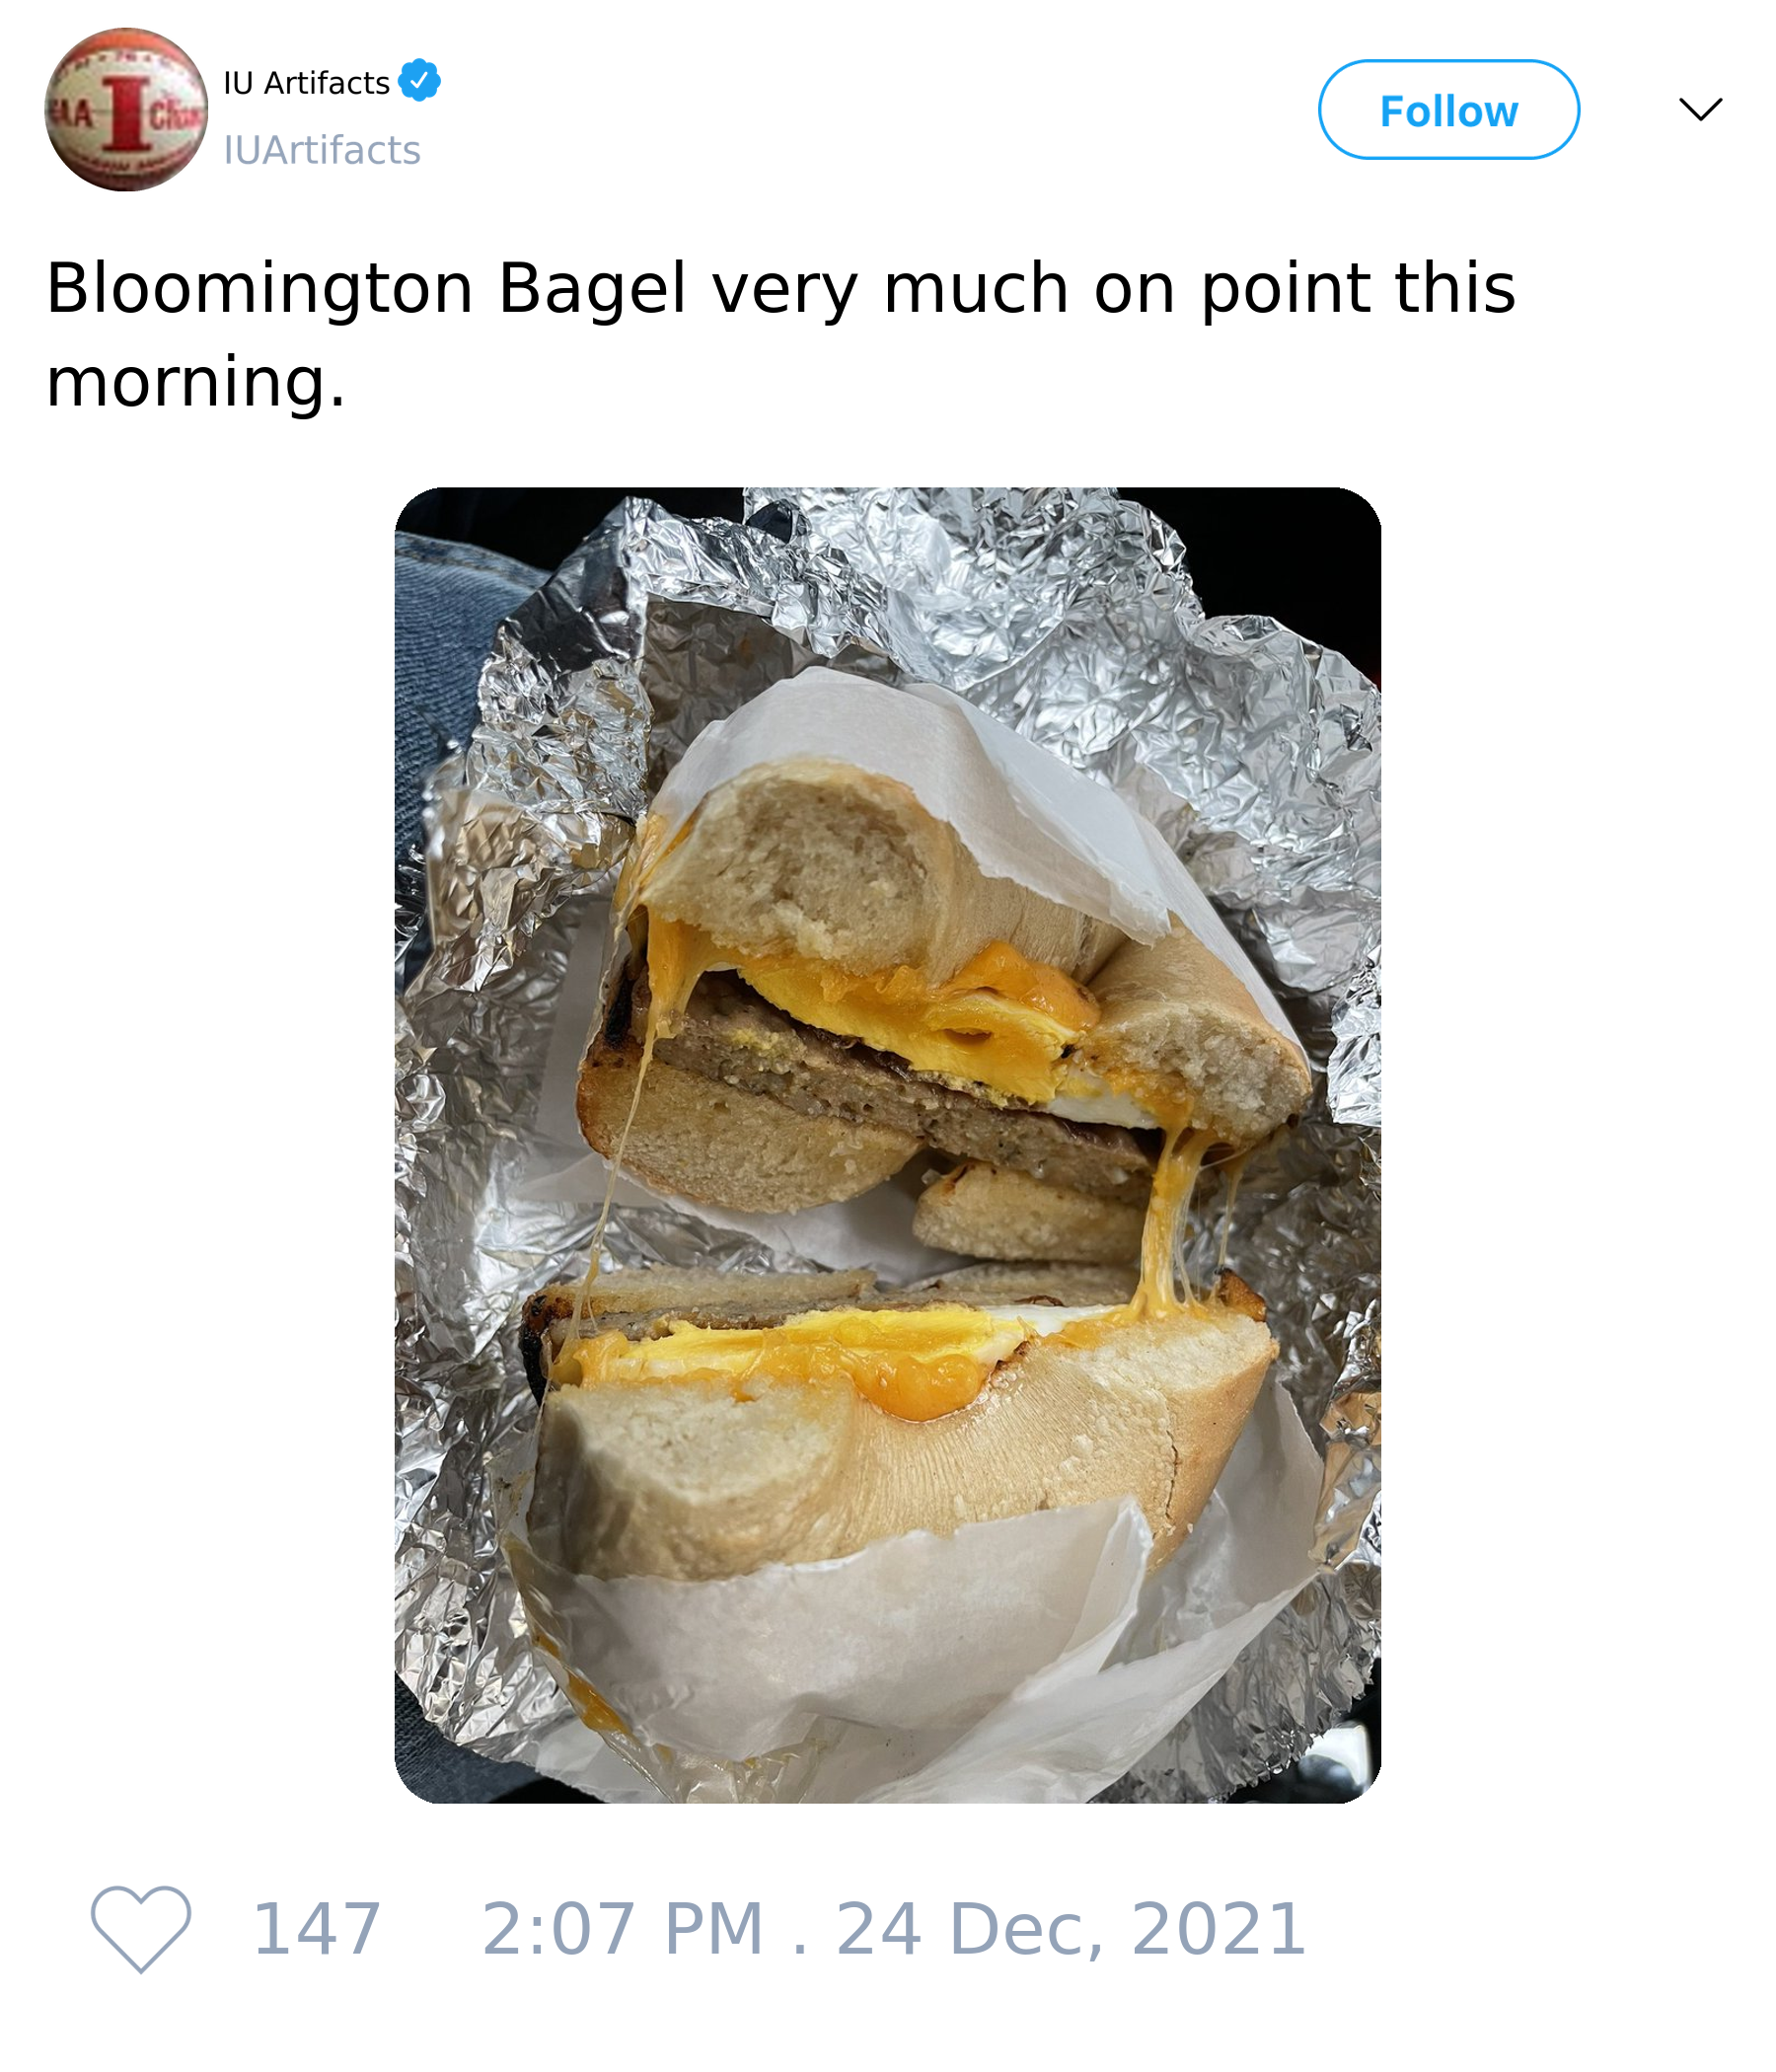 IU Artifacts
IUArtifacts
Follow
Bloomington Bagel very much on point this
morning.
147 2:07 PM . 24 Dec, 2021